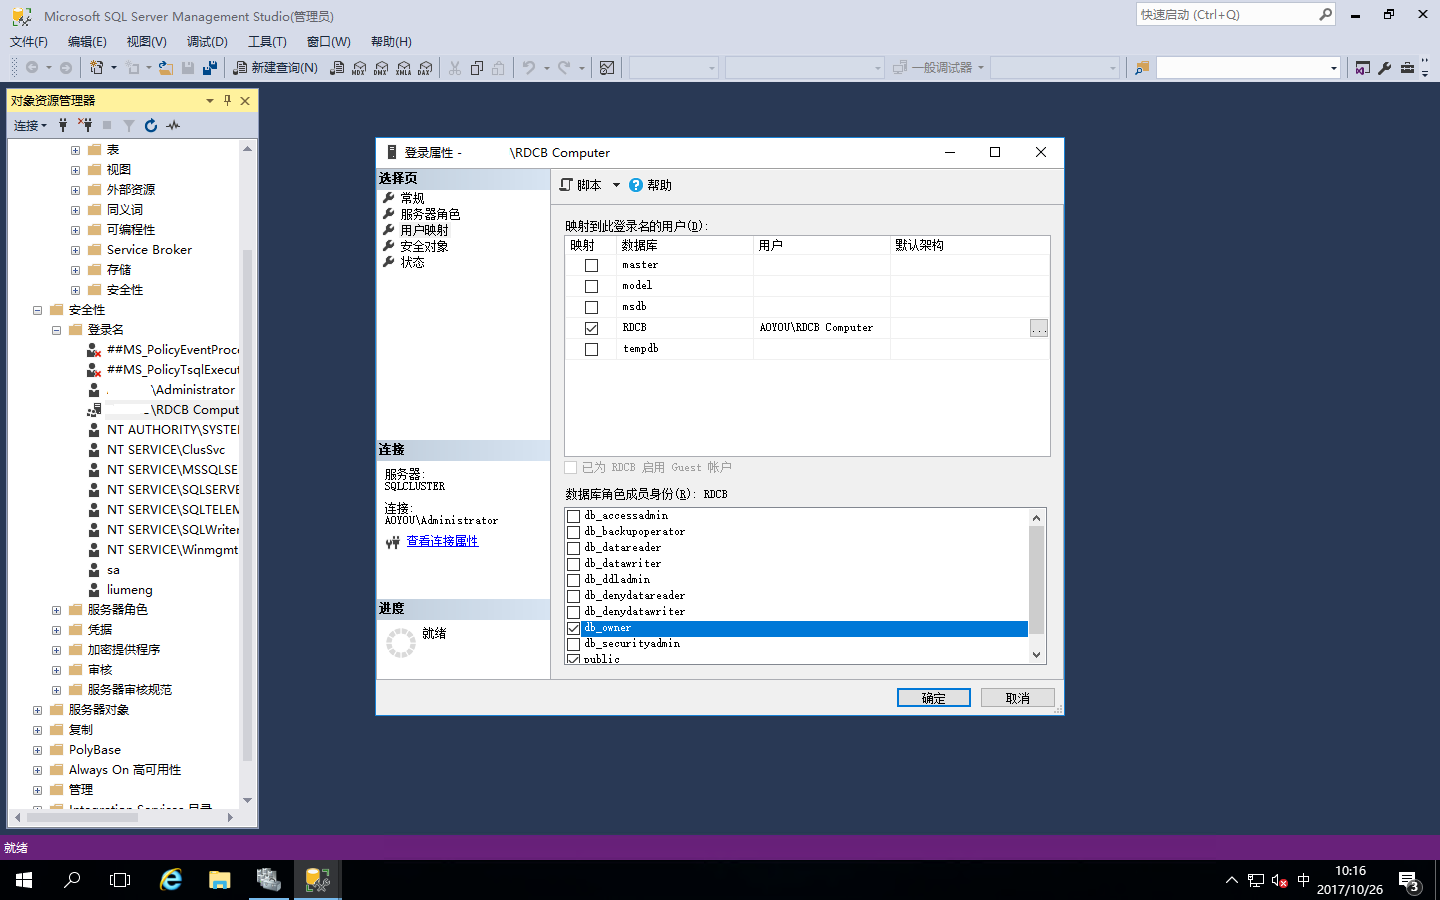 Microsoft SQL Server Management Studio(管理员)
快速启动 (Ctrl+Q)
文件(F) 编辑(E) 视图(V) 调试(D) 工具(T) 窗口(W) 帮助(H)
新建查询(N) MDX DMX XMLA DAX 一般调试器
对象资源管理器
连接
表
视图
外部资源
同义词
可编程性
Service Broker
存储
安全性
安全性
登录名
##MS_PolicyEventProce
##MS_PolicyTsqlExecut
\Administrator
\RDCB Comput
NT AUTHORITY\SYSTE
NT SERVICE\ClusSvc
NT SERVICE\MSSQLSE
NT SERVICE\SQLSERVE
NT SERVICE\SQLTELEM
NT SERVICE\SQLWriter
NT SERVICE\Winmgmt
sa
liumeng
服务器角色
凭据
加密提供程序
审核
服务器审核规范
服务器对象
复制
PolyBase
Always On 高可用性
管理
Integration Services 目录
登录属性 - \RDCB Computer
选择页
常规
服务器角色
用户映射
安全对象
状态
连接
服务器:
SQLCLUSTER
连接:
AOYOU\Administrator
查看连接属性
进度
就绪
脚本 帮助
映射到此登录名的用户(D):
映射 数据库 用户 默认架构
master
model
msdb
RDCB AOYOU\RDCB Computer ...
tempdb
已为 RDCB 启用 Guest 帐户
数据库角色成员身份(R): RDCB
db_accessadmin
db_backupoperator
db_datareader
db_datawriter
db_ddladmin
db_denydatareader
db_denydatawriter
db_owner
db_securityadmin
public
确定 取消
就绪
中
10:16
2017/10/26
3